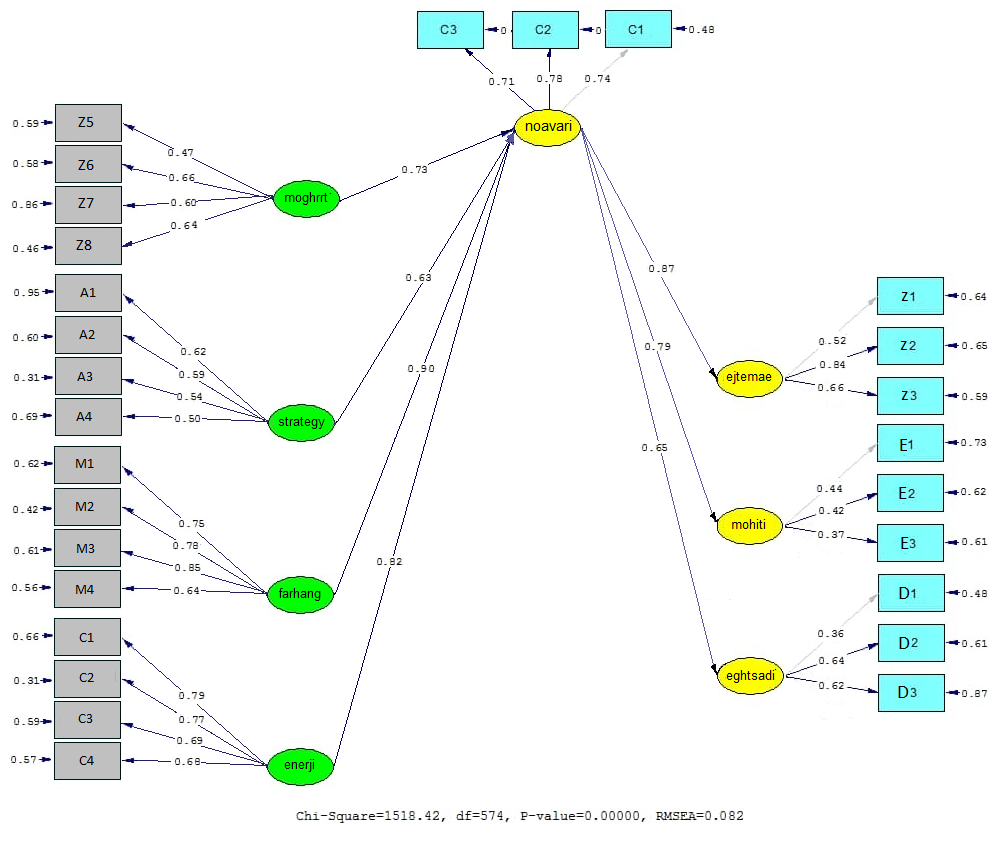 C3
0
C2
0
C1
0.48
0.71
0.78
0.74
noavari
0.59
Z5
0.58
Z6
0.86
Z7
0.46
Z8
0.47
0.66
0.60
0.64
moghrrt
0.73
0.95
A1
0.60
A2
0.31
A3
0.69
A4
0.62
0.59
0.54
0.50
strategy
0.63
0.62
M1
0.42
M2
0.61
M3
0.56
M4
0.75
0.78
0.85
0.64
farhang
0.90
0.66
C1
0.31
C2
0.59
C3
0.57
C4
0.79
0.77
0.69
0.68
enerji
0.82
0.87
0.79
0.65
ejtemae
0.52
0.84
0.66
Z1
0.64
Z2
0.65
Z3
0.59
mohiti
0.44
0.42
0.37
E1
0.73
E2
0.62
E3
0.61
eghtsadi
0.36
0.64
0.62
D1
0.48
D2
0.61
D3
0.87
Chi-Square=1518.42, df=574, P-value=0.00000, RMSEA=0.082